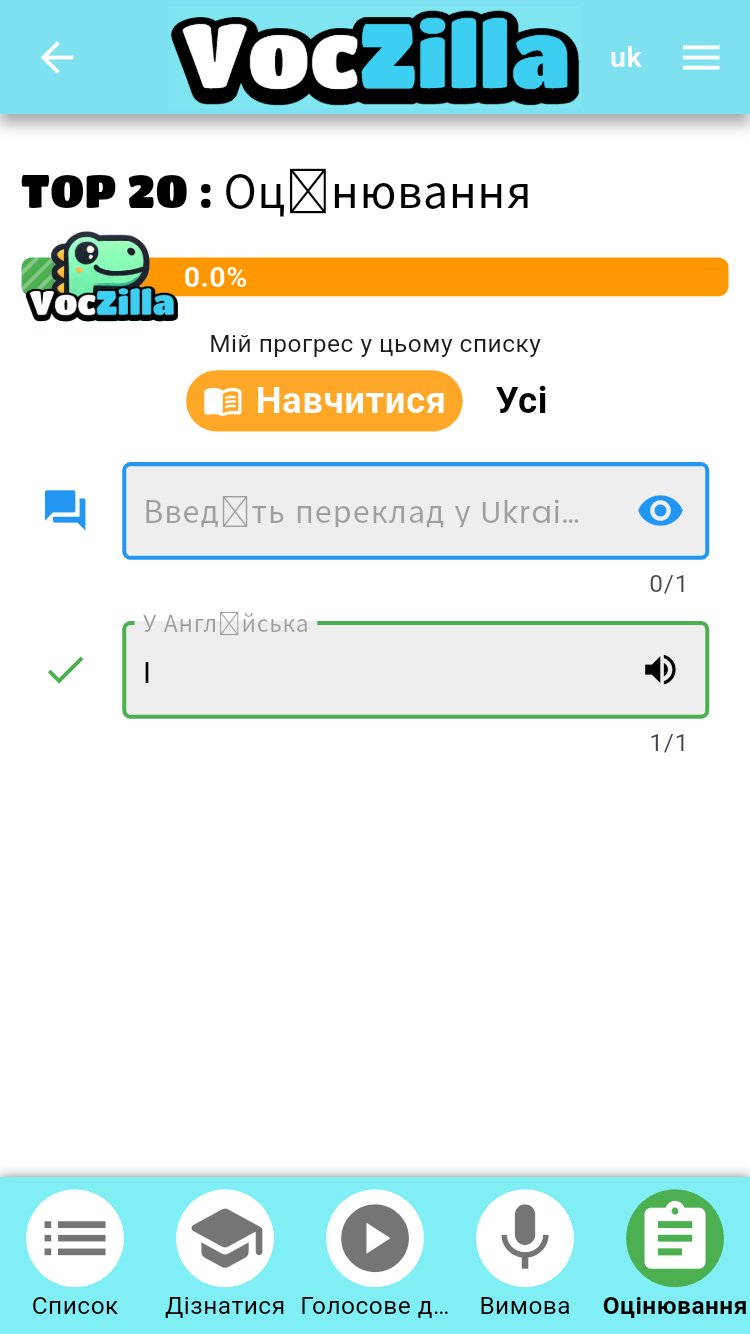 VocZilla
uk
TOP 20 : Оц☒нювання
0.0%
VocZilla
Мій прогрес у цьому списку
Навчитися
Усі
Введ☒ть переклад у Ukrai...
0/1
У Англ☒йська
I
1/1
Список
Дізнатися
Голосове д...
Вимова
Оцінювання